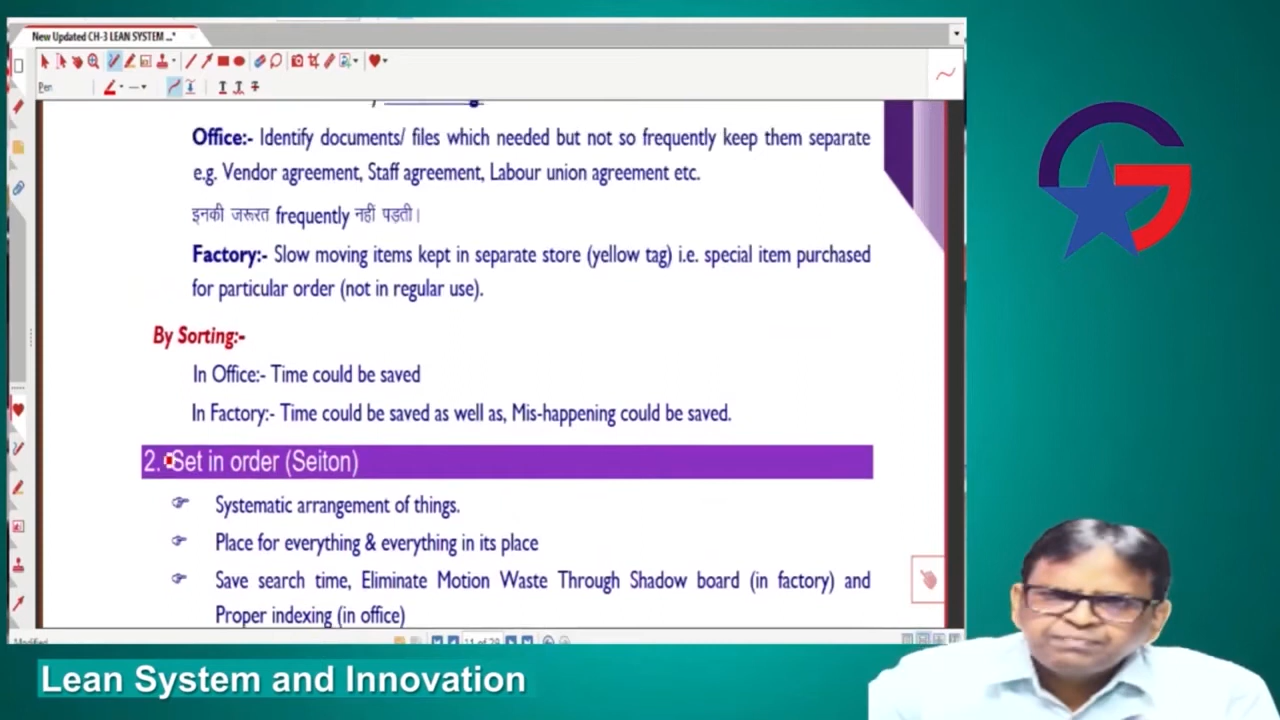 New Updated CH-3 LEAN SYSTEM ...*
Pen
Office:- Identify documents/ files which needed but not so frequently keep them separate
e.g. Vendor agreement, Staff agreement, Labour union agreement etc.
इनकी जरूरत frequently नहीं पड़ती।
Factory:- Slow moving items kept in separate store (yellow tag) i.e. special item purchased
for particular order (not in regular use).
By Sorting:-
In Office:- Time could be saved
In Factory:- Time could be saved as well as, Mis-happening could be saved.
2. Set in order (Seiton)
Systematic arrangement of things.
Place for everything & everything in its place
Save search time, Eliminate Motion Waste Through Shadow board (in factory) and
Proper indexing (in office)
Lean System and Innovation